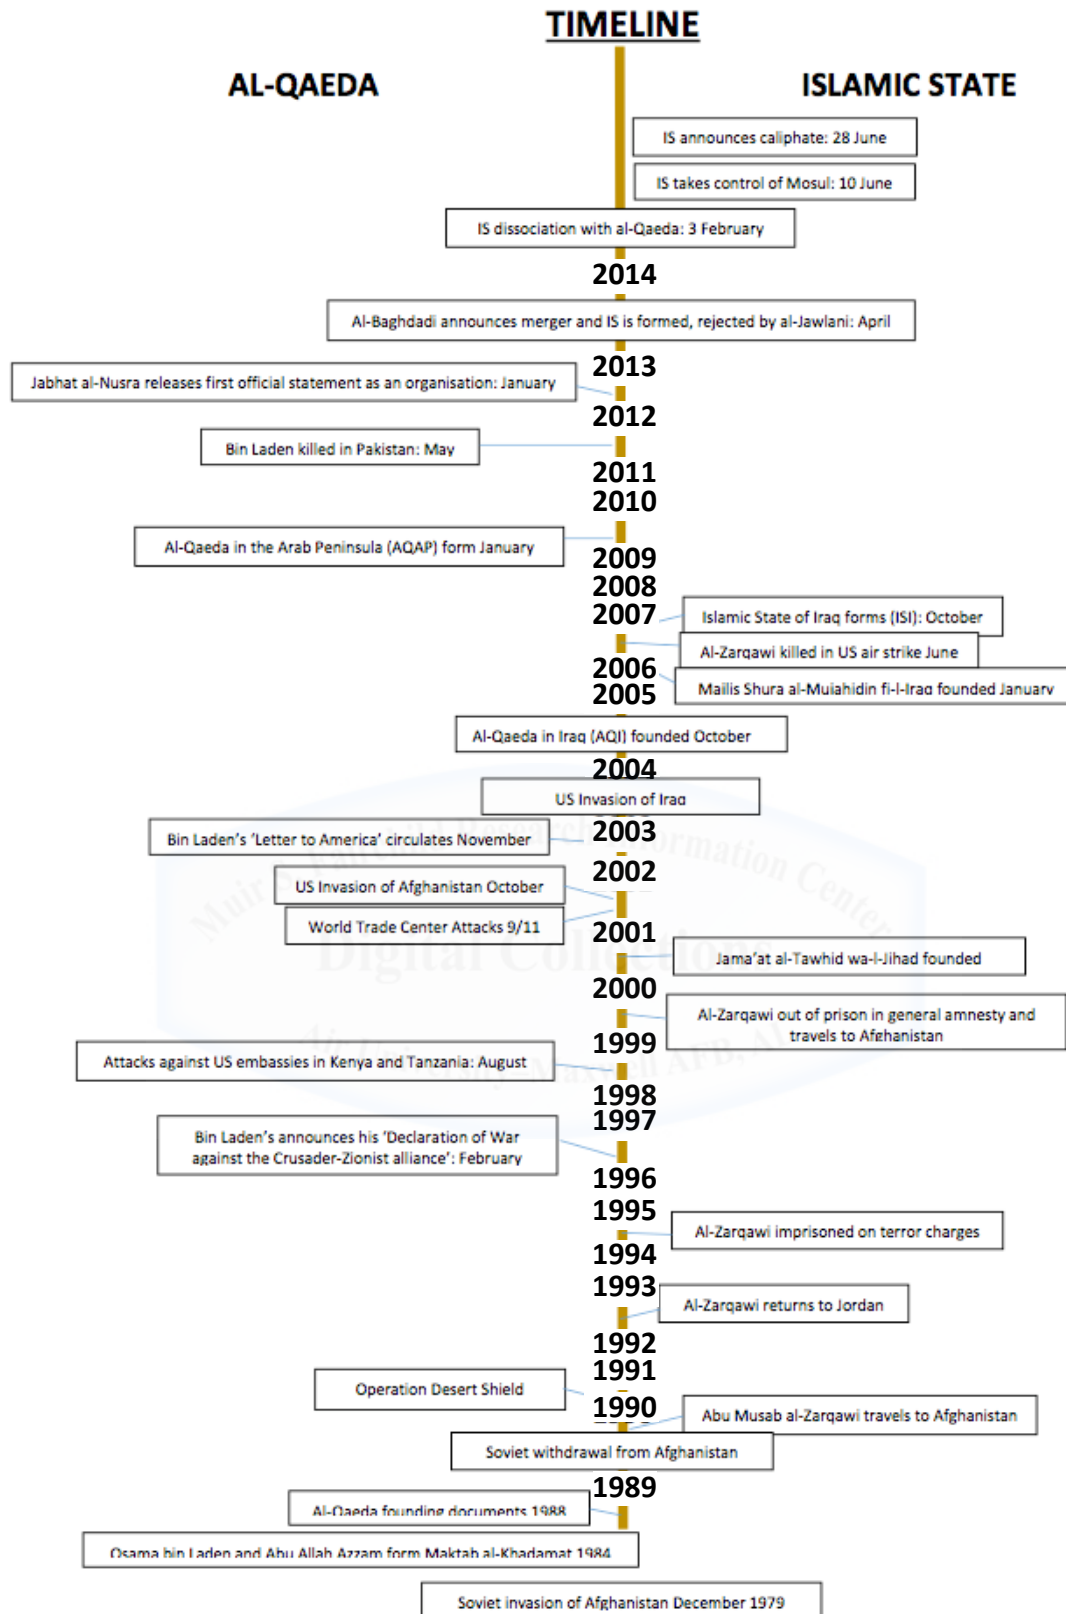 TIMELINE
AL-QAEDA
ISLAMIC STATE
IS announces caliphate: 28 June
IS takes control of Mosul: 10 June
IS dissociation with al-Qaeda: 3 February
2014
Al-Baghdadi announces merger and IS is formed, rejected by al-Jawlani: April
2013
Jabhat al-Nusra releases first official statement as an organisation: January
2012
Bin Laden killed in Pakistan: May
2011
2010
Al-Qaeda in the Arab Peninsula (AQAP) form January
2009
2008
2007
Islamic State of Iraq forms (ISI): October
Al-Zarqawi killed in US air strike June
2006
Majlis Shura al-Mujahidin fi-l-Iraq founded January
2005
Al-Qaeda in Iraq (AQI) founded October
2004
US Invasion of Iraq
2003
Bin Laden's 'Letter to America' circulates November
2002
US Invasion of Afghanistan October
World Trade Center Attacks 9/11
2001
Jama'at al-Tawhid wa-l-Jihad founded
2000
Al-Zarqawi out of prison in general amnesty and
travels to Afghanistan
1999
Attacks against US embassies in Kenya and Tanzania: August
1998
1997
Bin Laden's announces his 'Declaration of War
against the Crusader-Zionist alliance': February
1996
1995
Al-Zarqawi imprisoned on terror charges
1994
1993
Al-Zarqawi returns to Jordan
1992
1991
Operation Desert Shield
1990
Abu Musab al-Zarqawi travels to Afghanistan
Soviet withdrawal from Afghanistan
1989
Al-Qaeda founding documents 1988
Osama bin Laden and Abu Allah Azzam form Maktab al-Khadamat 1984
Soviet invasion of Afghanistan December 1979
Muir S. Fairchild Research Information Center
Digital Collections
Air University–Maxwell AFB, AL